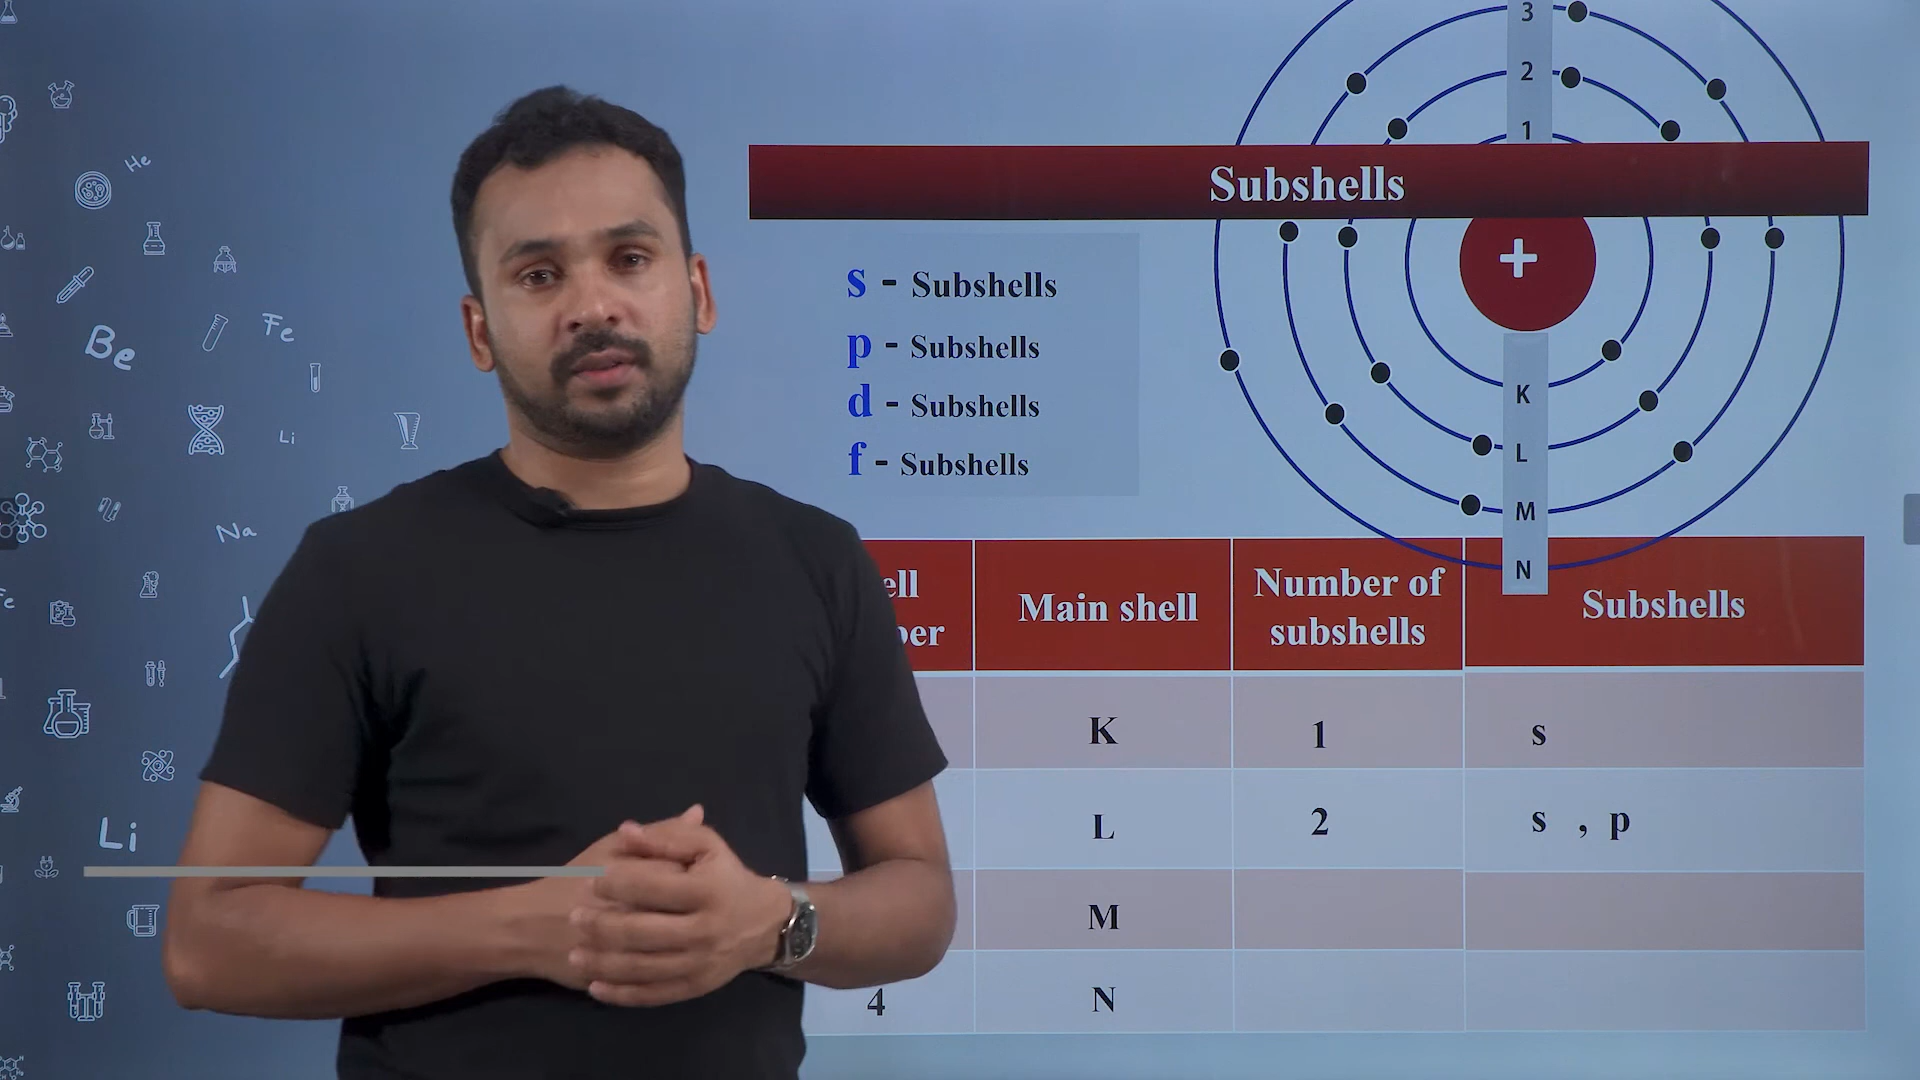 He
Be
Fe
Li
Na
Li
3
2
1
Subshells
+
s - Subshells
p - Subshells
d - Subshells
f - Subshells
K
L
M
N
Main shell
Number of
subshells
Subshells
K 1 s
L 2 s , p
M
4 N